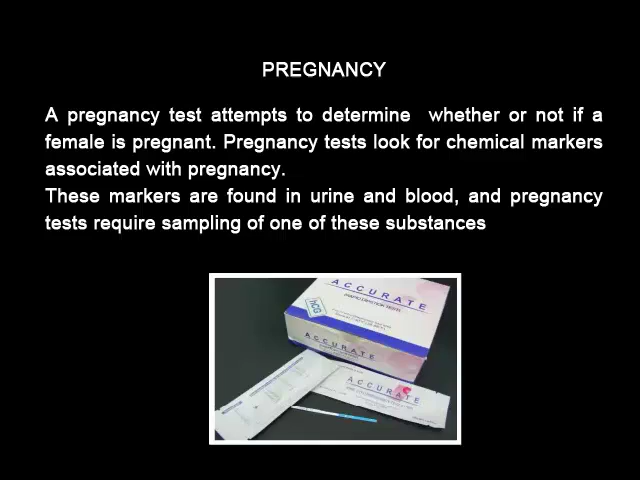 PREGNANCY
A pregnancy test attempts to determine whether or not if a
female is pregnant. Pregnancy tests look for chemical markers
associated with pregnancy.
These markers are found in urine and blood, and pregnancy
tests require sampling of one of these substances
ACCURATE
hCG
ACCURATE
ACCURATE